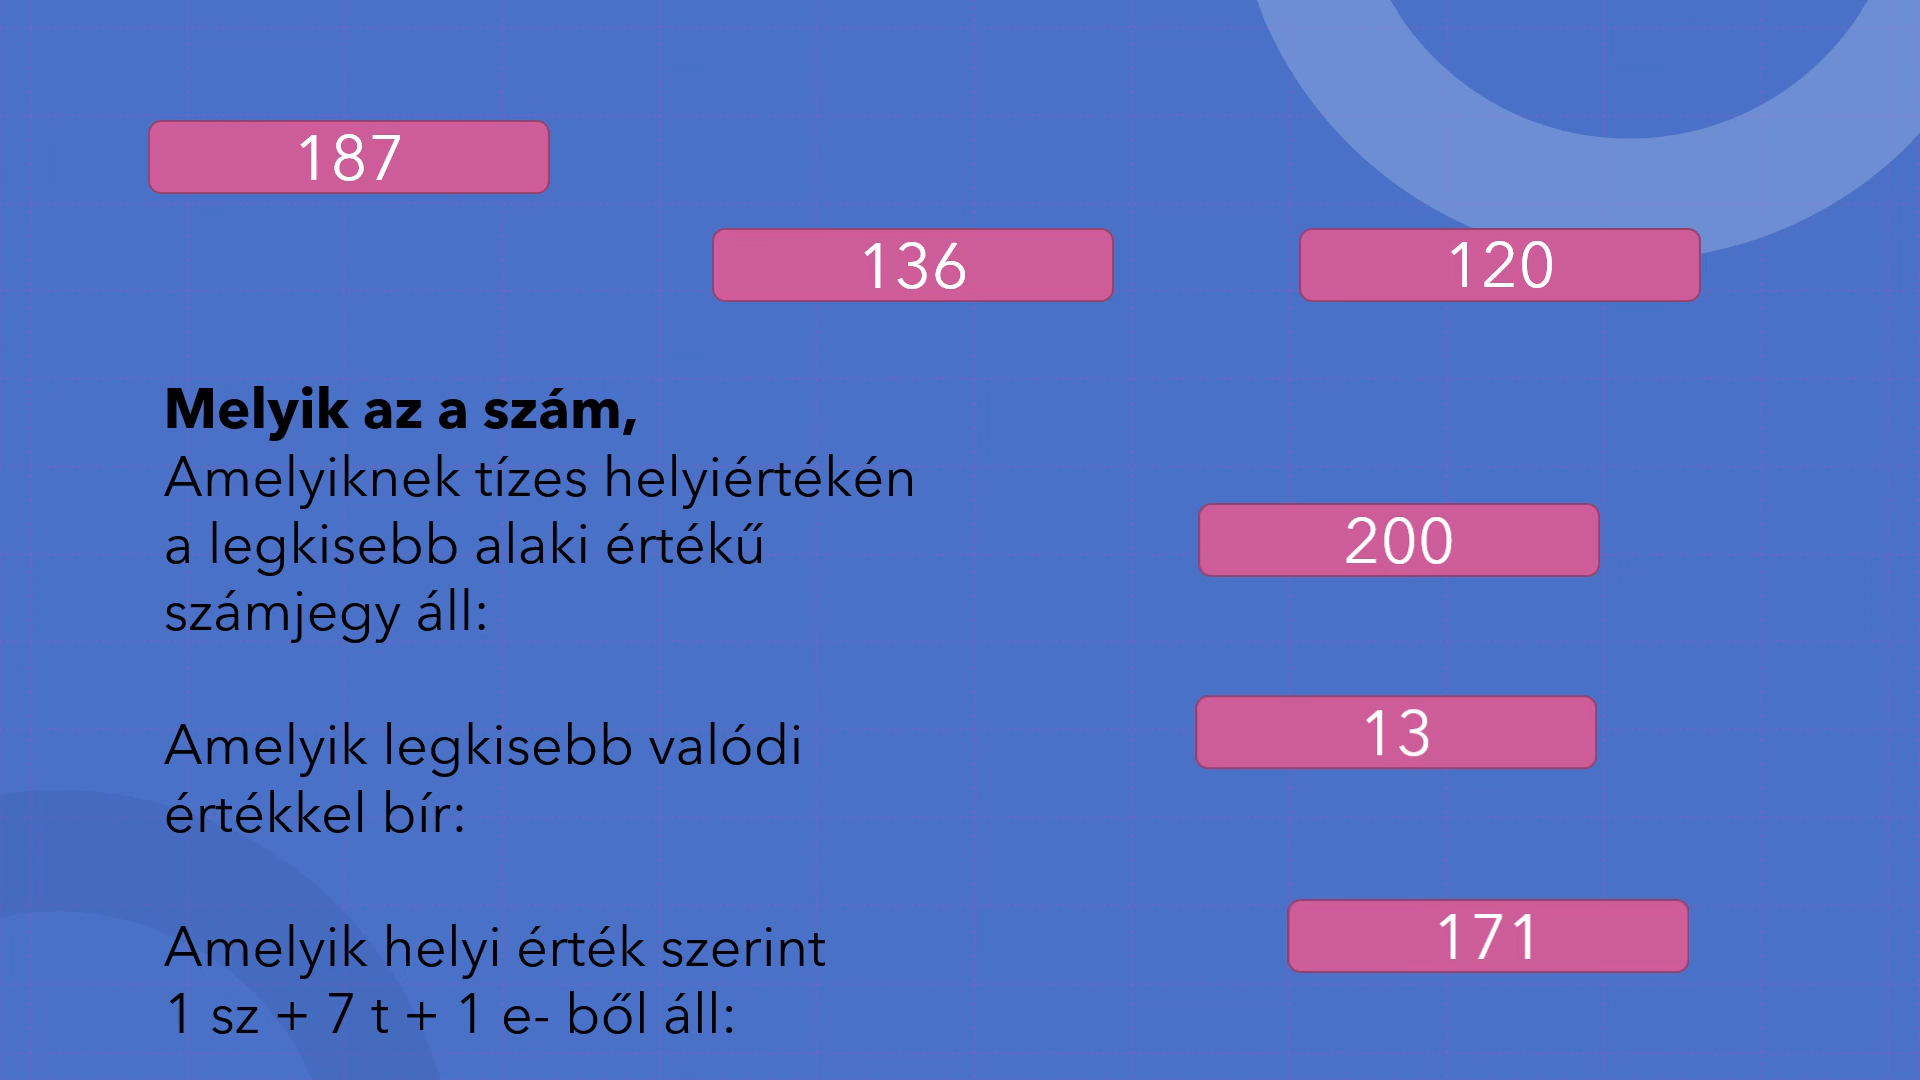 187
136
120
Melyik az a szám,
Amelyiknek tízes helyiértékén
a legkisebb alaki értékű
számjegy áll:
200
Amelyik legkisebb valódi
értékkel bír:
13
Amelyik helyi érték szerint
1 sz + 7 t + 1 e- ből áll:
171